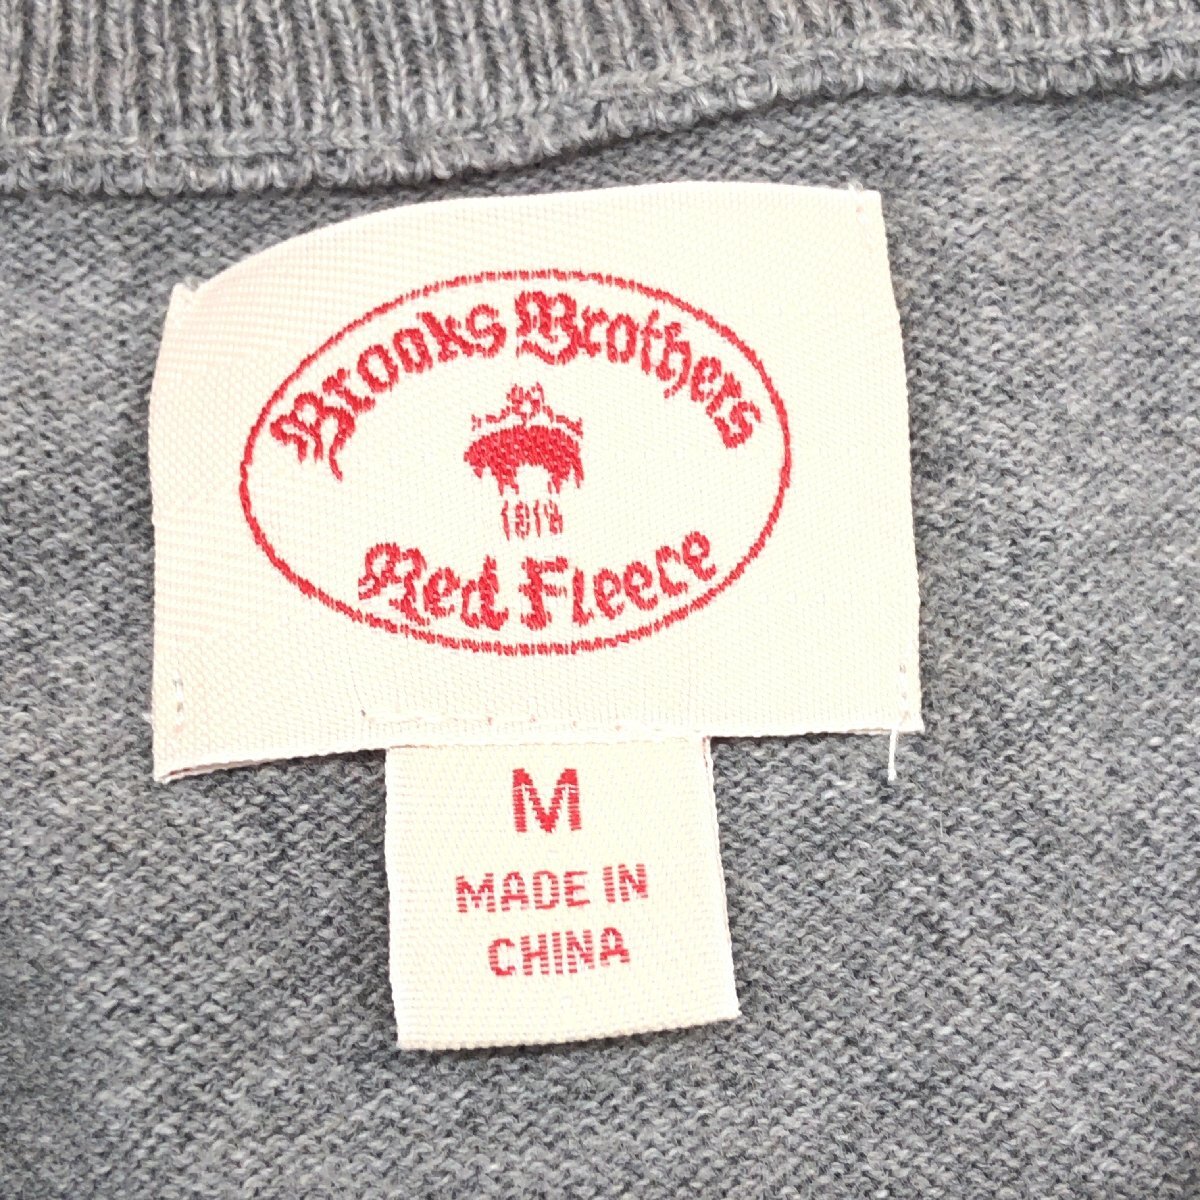 Brooks Brothers
1818
Red Fleece
M
MADE IN
CHINA